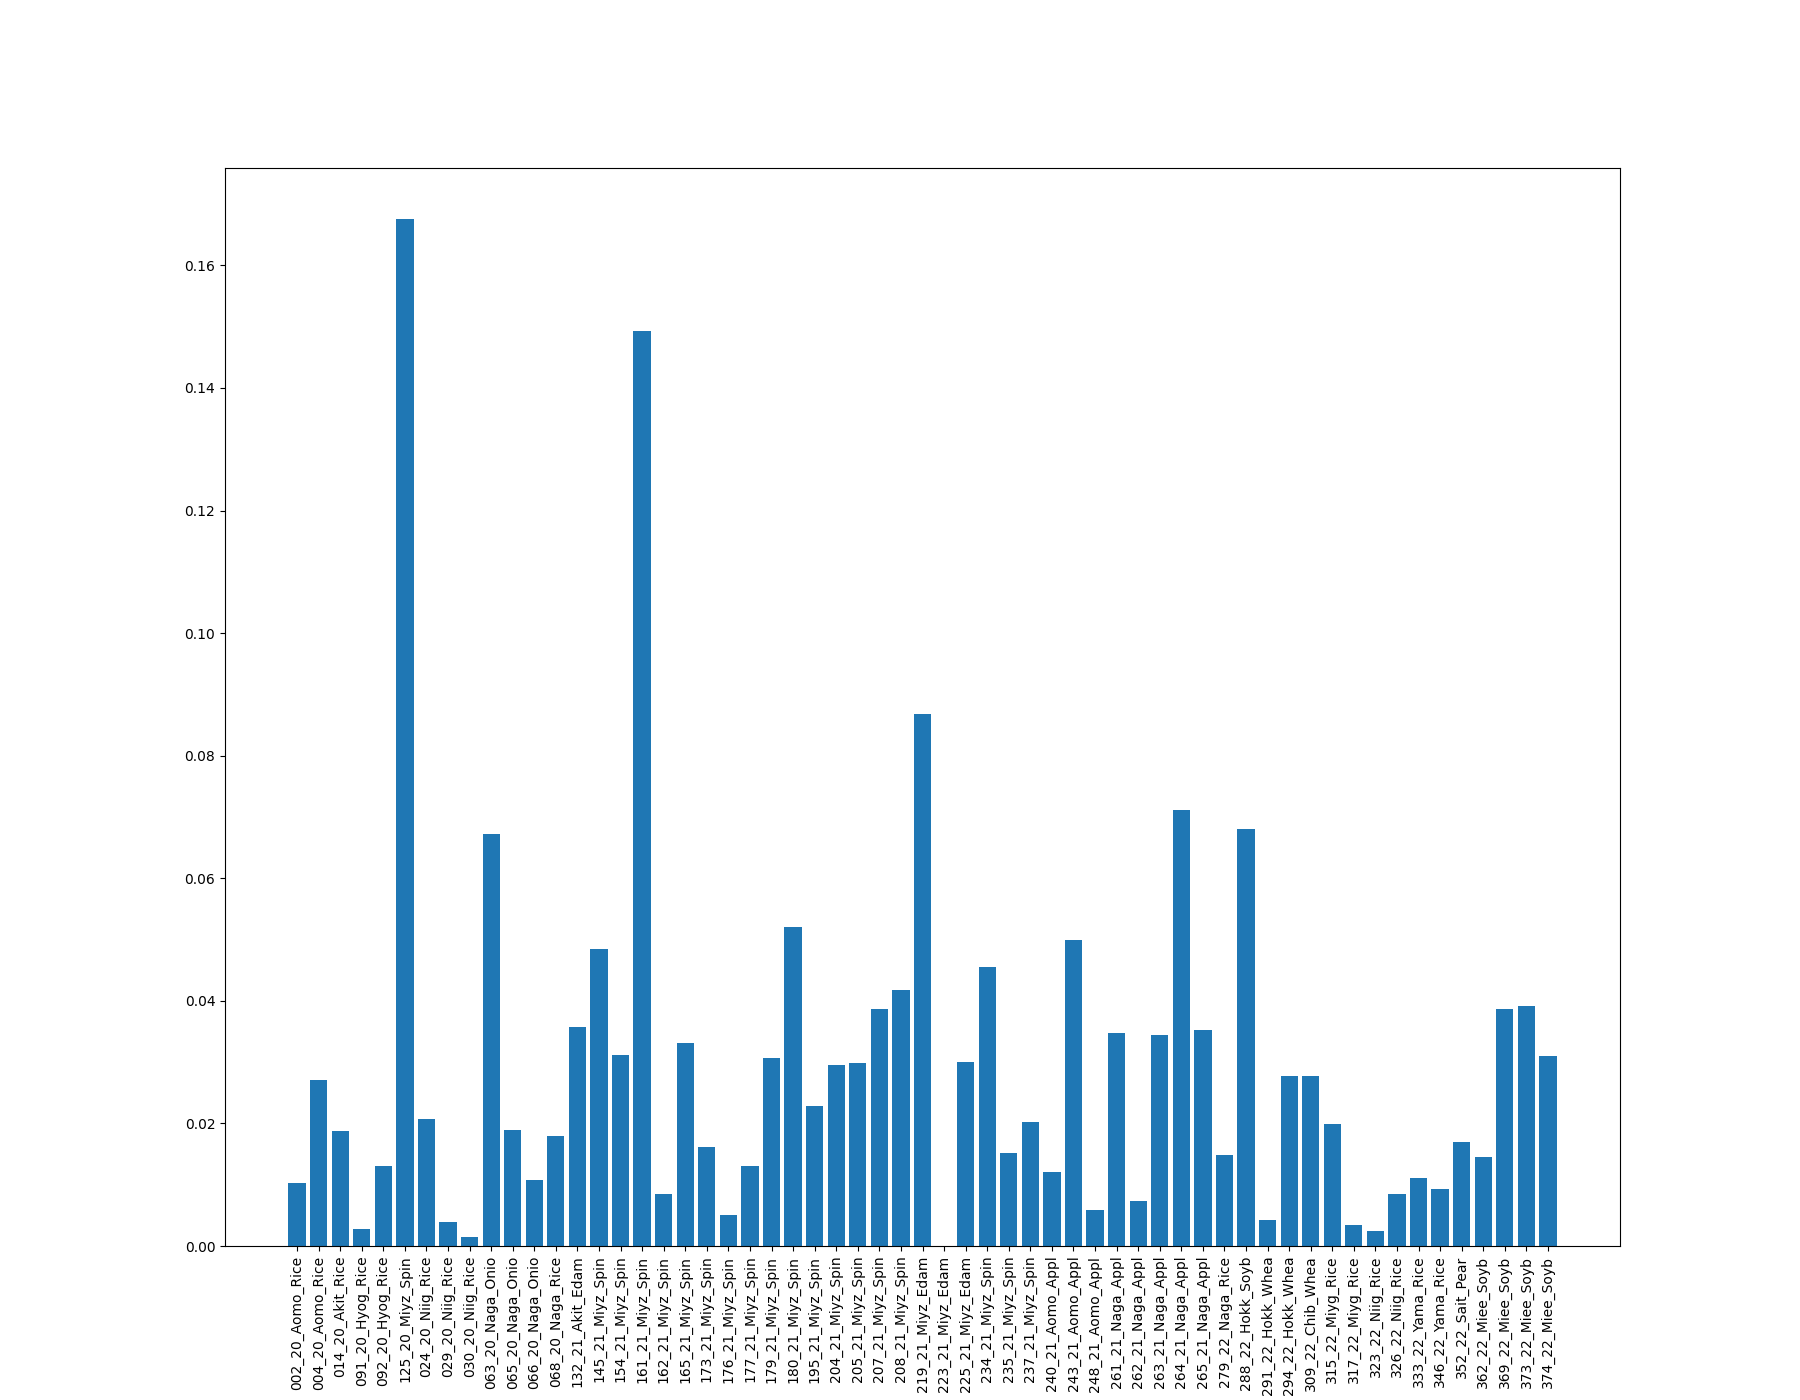 0.16
0.14
0.12
0.10
0.08
0.06
0.04
0.02
0.00
002_20_Aomo_Rice
004_20_Aomo_Rice
014_20_Akit_Rice
091_20_Hyog_Rice
092_20_Hyog_Rice
125_20_Miyz_Spin
024_20_Niig_Rice
029_20_Niig_Rice
030_20_Niig_Rice
063_20_Naga_Onio
065_20_Naga_Onio
066_20_Naga_Onio
068_20_Naga_Rice
132_21_Akit_Edam
145_21_Miyz_Spin
154_21_Miyz_Spin
161_21_Miyz_Spin
162_21_Miyz_Spin
165_21_Miyz_Spin
173_21_Miyz_Spin
176_21_Miyz_Spin
177_21_Miyz_Spin
179_21_Miyz_Spin
180_21_Miyz_Spin
195_21_Miyz_Spin
204_21_Miyz_Spin
205_21_Miyz_Spin
207_21_Miyz_Spin
208_21_Miyz_Spin
219_21_Miyz_Edam
223_21_Miyz_Edam
225_21_Miyz_Edam
234_21_Miyz_Spin
235_21_Miyz_Spin
237_21_Miyz_Spin
240_21_Aomo_Appl
243_21_Aomo_Appl
248_21_Aomo_Appl
261_21_Naga_Appl
262_21_Naga_Appl
263_21_Naga_Appl
264_21_Naga_Appl
265_21_Naga_Appl
279_22_Naga_Rice
288_22_Hokk_Soyb
291_22_Hokk_Whea
294_22_Hokk_Whea
309_22_Chib_Whea
315_22_Miyg_Rice
317_22_Miyg_Rice
323_22_Niig_Rice
326_22_Niig_Rice
333_22_Yama_Rice
346_22_Yama_Rice
352_22_Sait_Pear
362_22_Miee_Soyb
369_22_Miee_Soyb
373_22_Miee_Soyb
374_22_Miee_Soyb